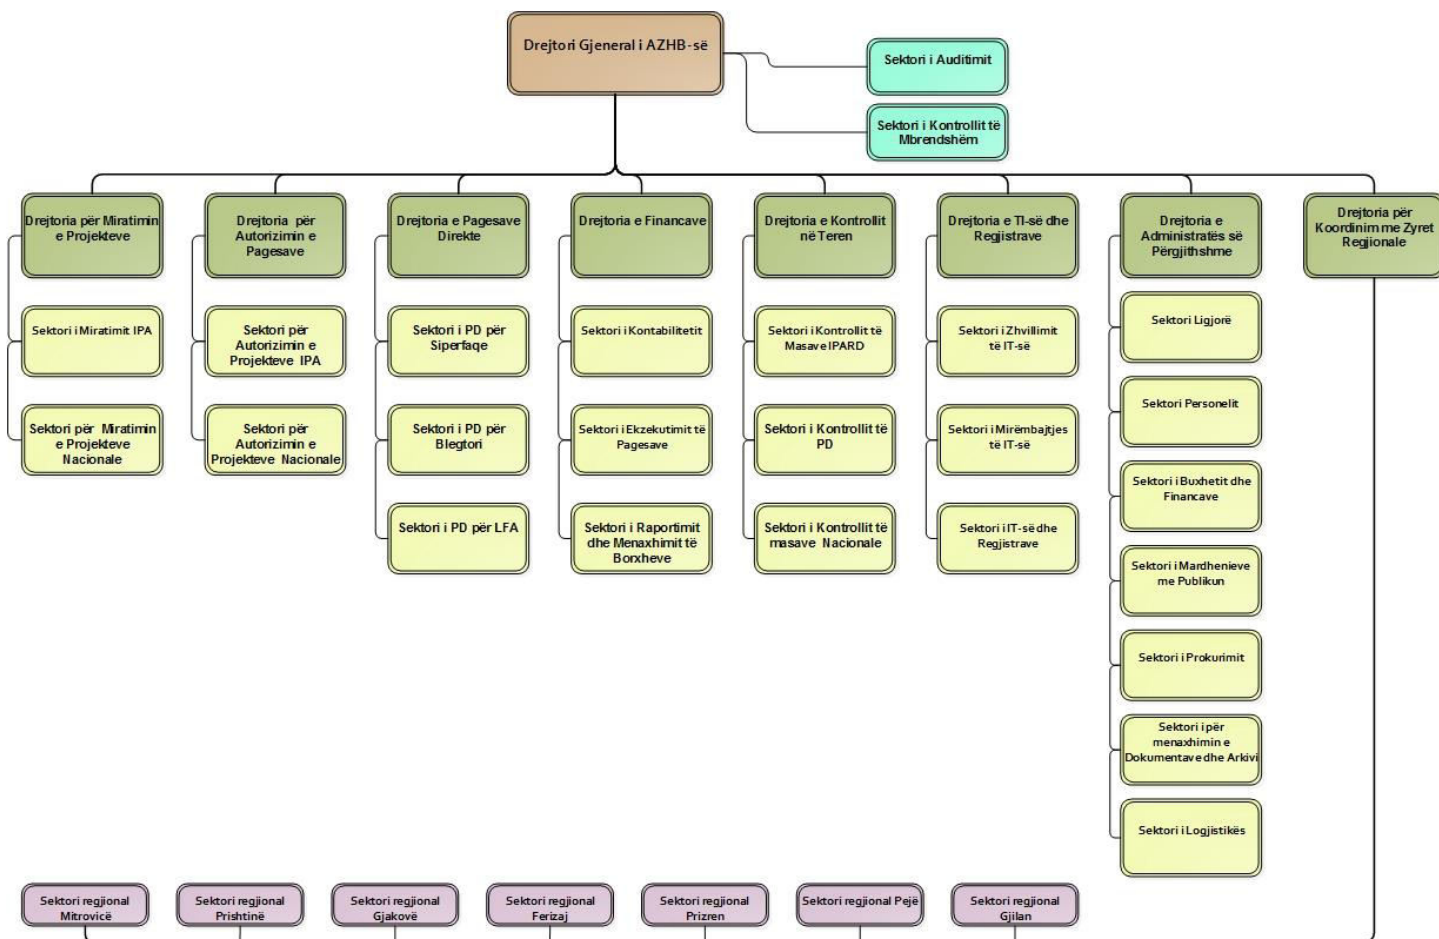 Drejtori Gjeneral i AZHB-së
Sektori i Auditimit
Sektori i Kontrollit të
Mbrendshëm
Drejtoria për Miratimin
e Projekteve
Drejtoria për
Autorizimin e
Pagesave
Drejtoria e Pagesave
Direkte
Drejtoria e Financave
Drejtoria e Kontrollit
në Teren
Drejtoria e TI-së dhe
Regjistrave
Drejtoria e
Administratës së
Përgjithshme
Drejtoria për
Koordinim me Zyret
Regjionale
Sektori i Miratimit IPA
Sektori për
Autorizimin e
Projekteve IPA
Sektori i PD për
Siperfaqe
Sektori i Kontabilitetit
Sektori i Kontrollit të
Masave IPARD
Sektori i Zhvillimit
të IT-së
Sektori Ligjorë
Sektori Personelit
Sektori për Miratimin
e Projekteve
Nacionale
Sektori për
Autorizimin e
Projekteve Nacionale
Sektori i PD për
Blegtori
Sektori i Ekzekutimit të
Pagesave
Sektori i Kontrollit të
PD
Sektori i Mirëmbajtjes
të IT-së
Sektori i Buxhetit dhe
Financave
Sektori i PD për LFA
Sektori i Raportimit
dhe Menaxhimit të
Borxheve
Sektori i Kontrollit të
masave Nacionale
Sektori i IT-së dhe
Regjistrave
Sektori i Mardhenieve
me Publikun
Sektori i Prokurimit
Sektori i për
menaxhimin e
Dokumentave dhe Arkivi
Sektori i Logjistikës
Sektori regjional
Mitrovicë
Sektori regjional
Prishtinë
Sektori regjional
Gjakovë
Sektori regjional
Ferizaj
Sektori regjional
Prizren
Sektori regjional Pejë
Sektori regjional
Gjilan